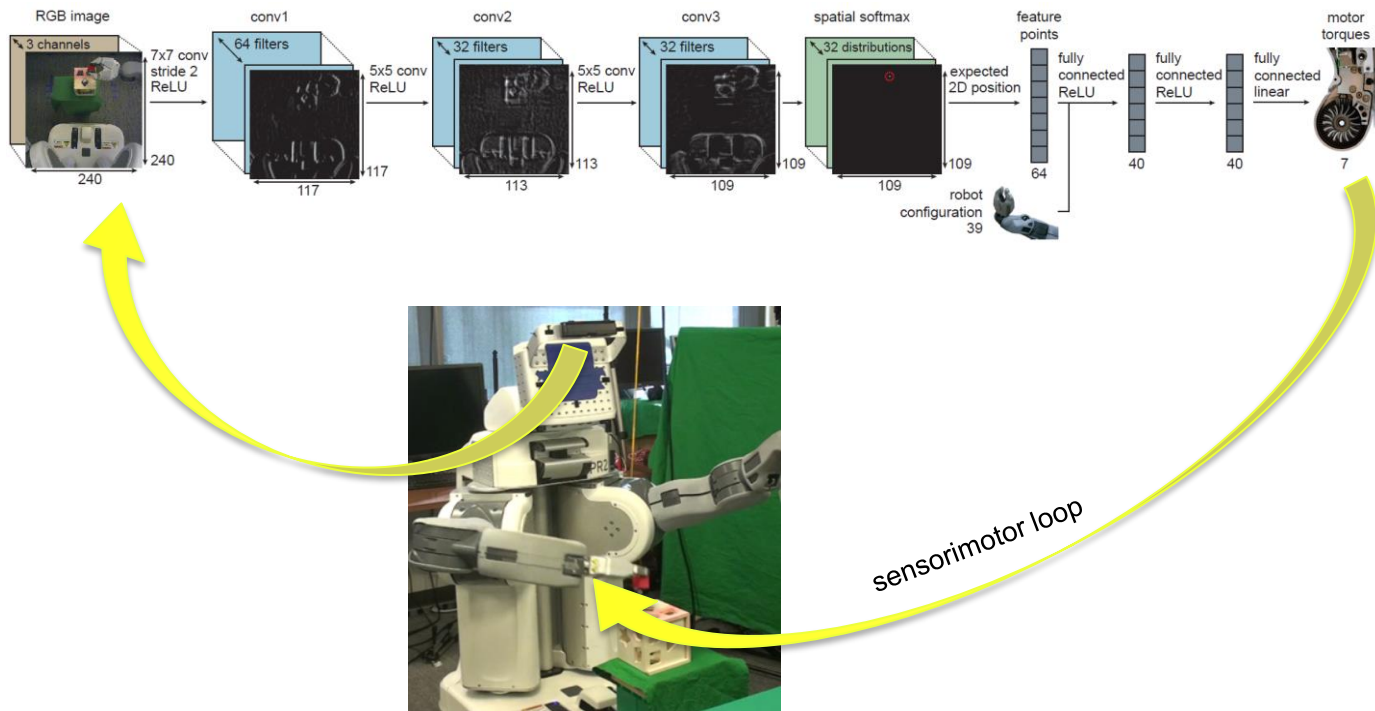 RGB image
3 channels
240
240
7x7 conv
stride 2
ReLU
conv1
64 filters
117
117
5x5 conv
ReLU
conv2
32 filters
113
113
5x5 conv
ReLU
conv3
32 filters
109
109
spatial softmax
32 distributions
109
109
expected
2D position
feature
points
64
robot
configuration
39
fully
connected
ReLU
40
fully
connected
ReLU
40
fully
connected
linear
motor
torques
7
PR2
sensorimotor loop